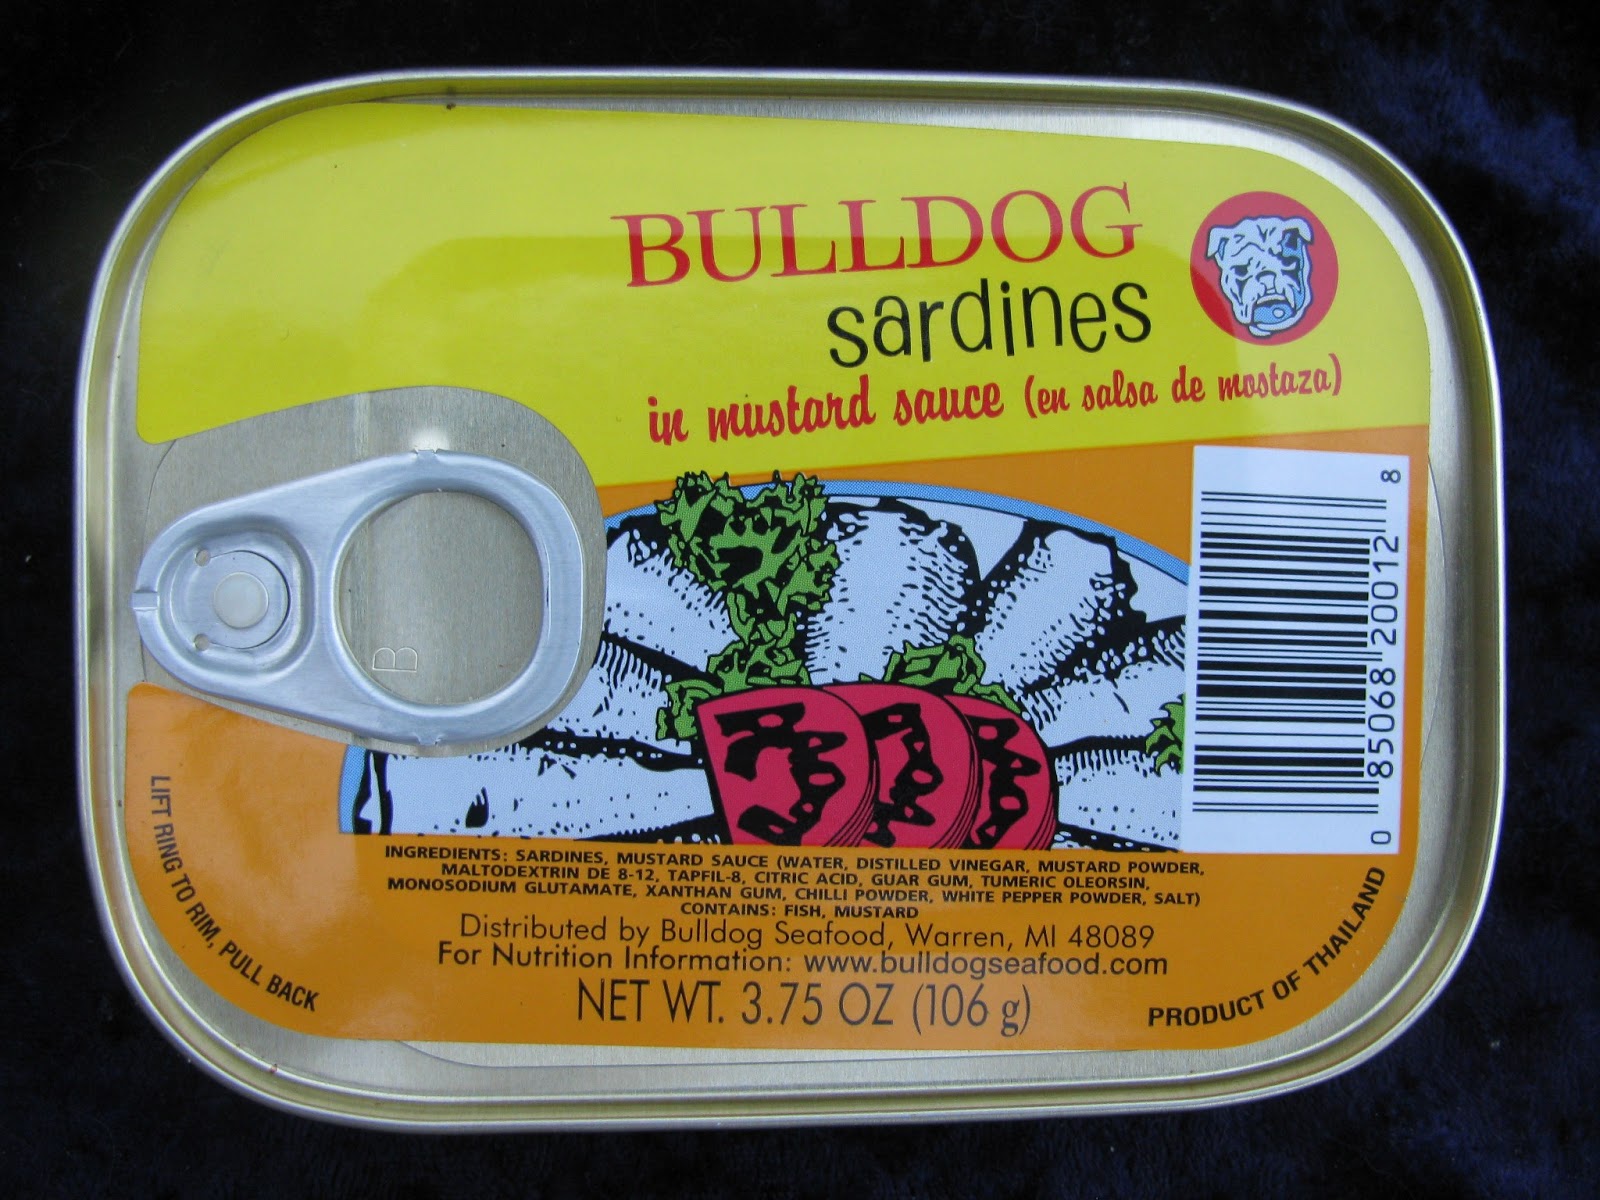 BULLDOG
sardines
in mustard sauce (en salsa de mostaza)
B
0 85068 20012 8
LIFT RING TO RIM, PULL BACK
INGREDIENTS: SARDINES, MUSTARD SAUCE (WATER, DISTILLED VINEGAR, MUSTARD POWDER,
MALTODEXTRIN DE 8-12, TAPFIL-8, CITRIC ACID, GUAR GUM, TUMERIC OLEORSIN,
MONOSODIUM GLUTAMATE, XANTHAN GUM, CHILLI POWDER, WHITE PEPPER POWDER, SALT)
CONTAINS: FISH, MUSTARD
Distributed by Bulldog Seafood, Warren, MI 48089
For Nutrition Information: www.bulldogseafood.com
NET WT. 3.75 OZ (106 g)
PRODUCT OF THAILAND